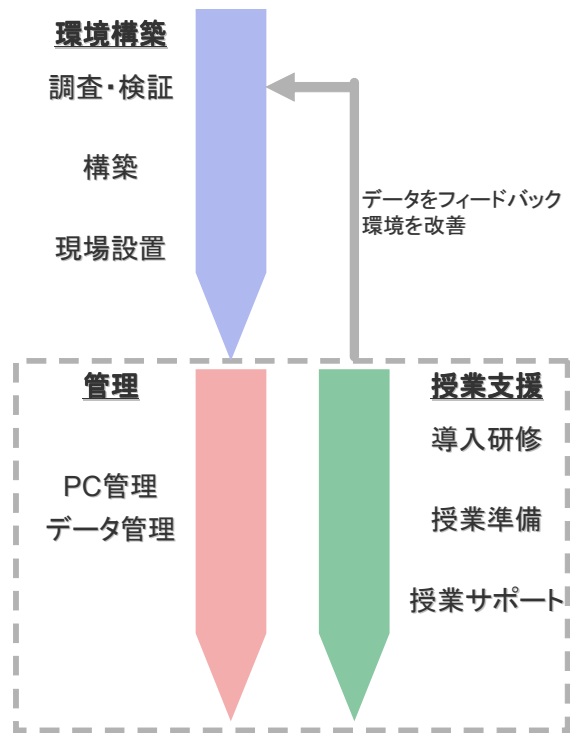 環境構築
調査・検証
構築
現場設置
データをフィードバック
環境を改善
管理
PC管理
データ管理
授業支援
導入研修
授業準備
授業サポート